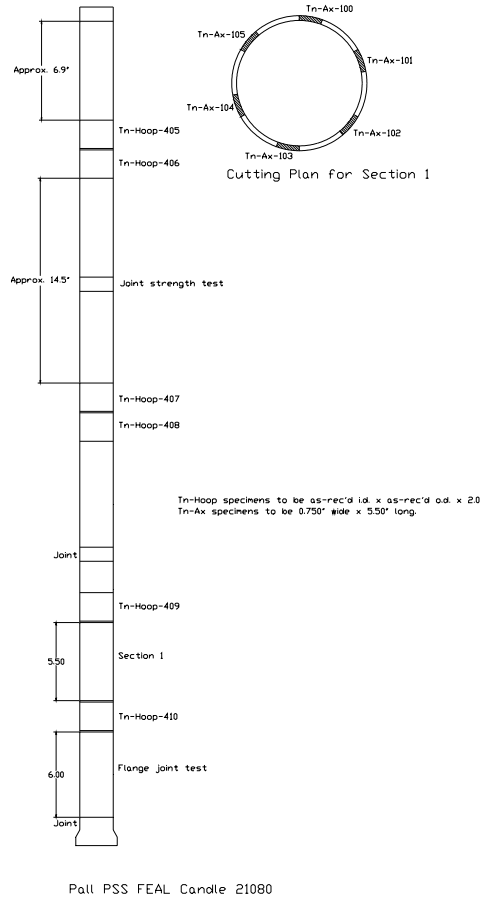 Tn-Ax-100
Tn-Ax-105
Tn-Ax-101
Approx. 6.9"
Tn-Ax-104
Tn-Hoop-405
Tn-Ax-102
Tn-Ax-103
Tn-Hoop-406
Cutting Plan for Section 1
Approx. 14.5"
Joint strength test
Tn-Hoop-407
Tn-Hoop-408
Tn-Hoop specimens to be as-rec'd i.d. x as-rec'd o.d. x 2.0
Tn-Ax specimens to be 0.750" wide x 5.50" long.
Joint
Tn-Hoop-409
Section 1
5.50
Tn-Hoop-410
Flange joint test
6.00
Joint
Pall PSS FEAL Candle 21080